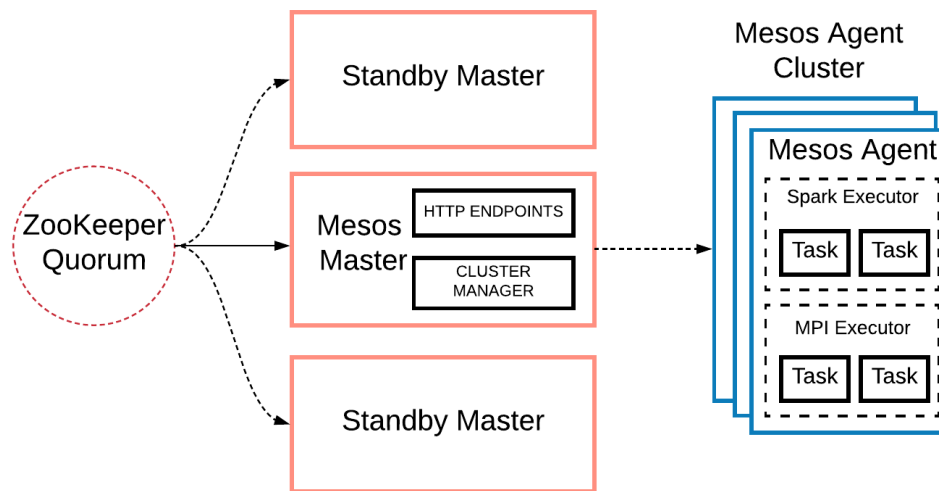 ZooKeeper
Quorum
Standby Master
Mesos
Master
HTTP ENDPOINTS
CLUSTER
MANAGER
Standby Master
Mesos Agent
Cluster
Mesos Agent
Spark Executor
Task Task
MPI Executor
Task Task